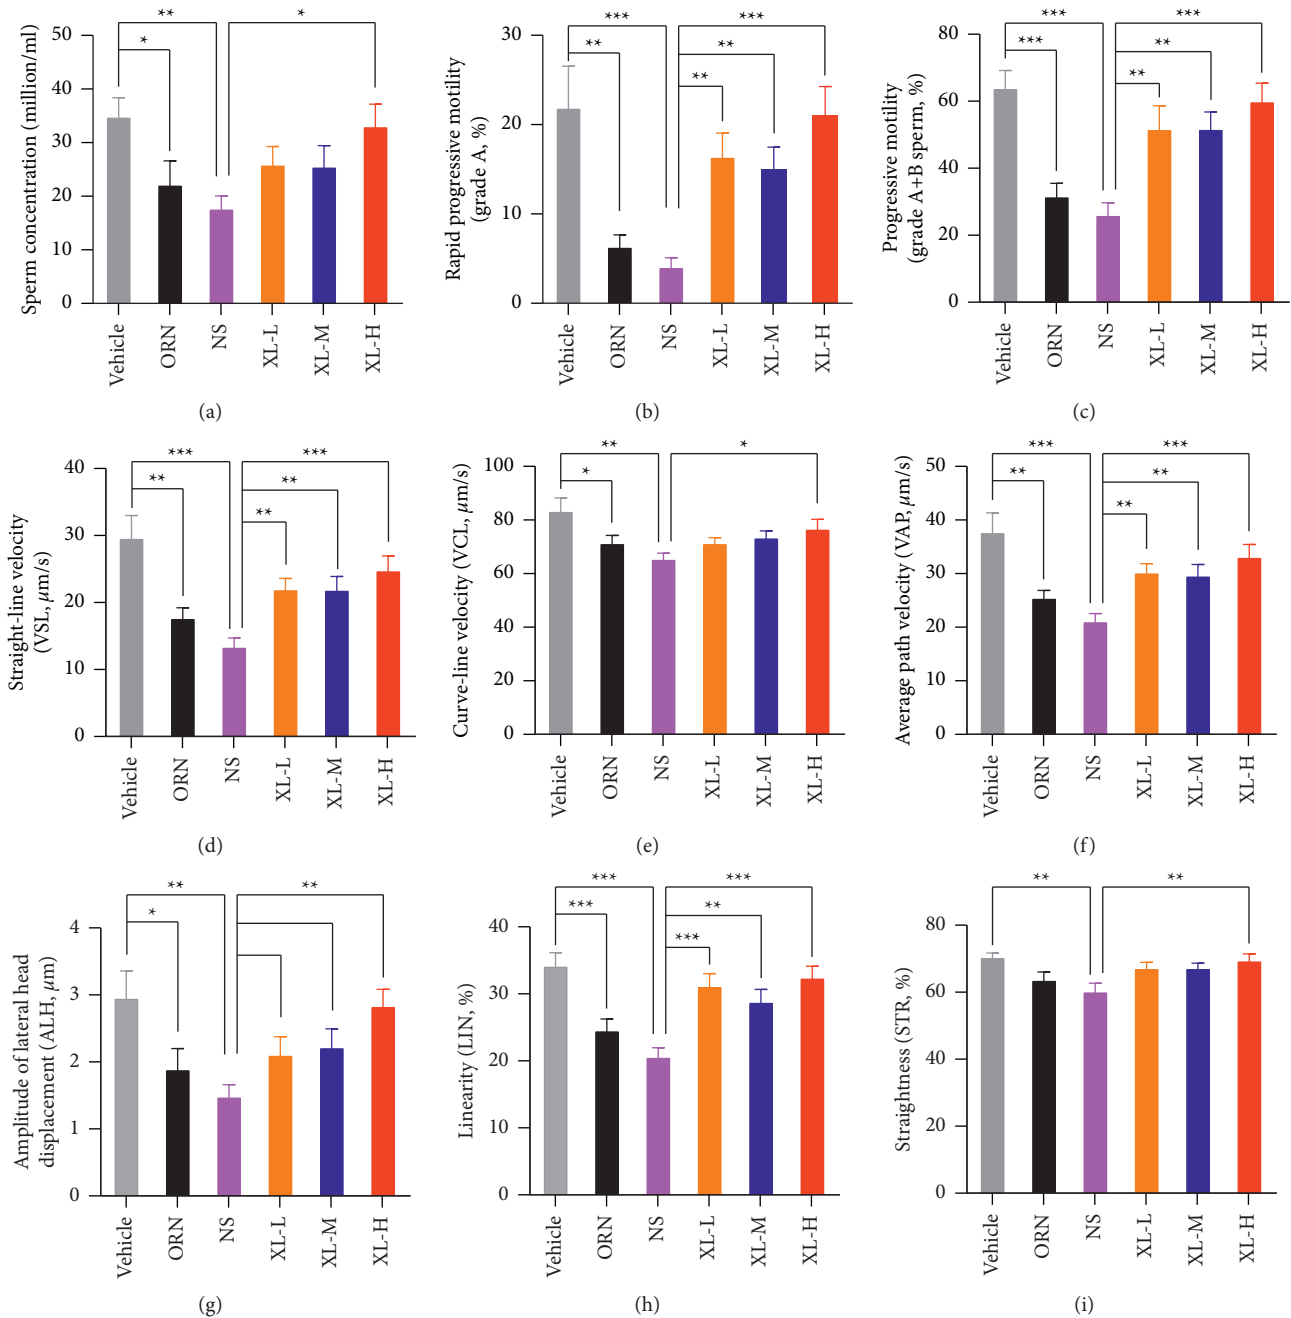 ** *
*
Sperm concentration (million/ml)
50
40
30
20
10
0
Vehicle ORN NS XL-L XL-M XL-H
(a)
*** ***
** **
**
Rapid progressive motility
(grade A, %)
30
20
10
0
Vehicle ORN NS XL-L XL-M XL-H
(b)
*** ***
*** **
**
Progressive motility
(grade A+B sperm, %)
80
60
40
20
0
Vehicle ORN NS XL-L XL-M XL-H
(c)
*** ***
** **
**
Straight-line velocity
(VSL, μm/s)
40
30
20
10
0
Vehicle ORN NS XL-L XL-M XL-H
(d)
** *
*
Curve-line velocity (VCL, μm/s)
100
80
60
40
20
0
Vehicle ORN NS XL-L XL-M XL-H
(e)
*** ***
** **
**
Average path velocity (VAP, μm/s)
50
40
30
20
10
0
Vehicle ORN NS XL-L XL-M XL-H
(f)
** **
*
Amplitude of lateral head
displacement (ALH, μm)
4
3
2
1
0
Vehicle ORN NS XL-L XL-M XL-H
(g)
*** ***
*** **
***
Linearity (LIN, %)
40
30
20
10
0
Vehicle ORN NS XL-L XL-M XL-H
(h)
** **
Straightness (STR, %)
80
60
40
20
0
Vehicle ORN NS XL-L XL-M XL-H
(i)